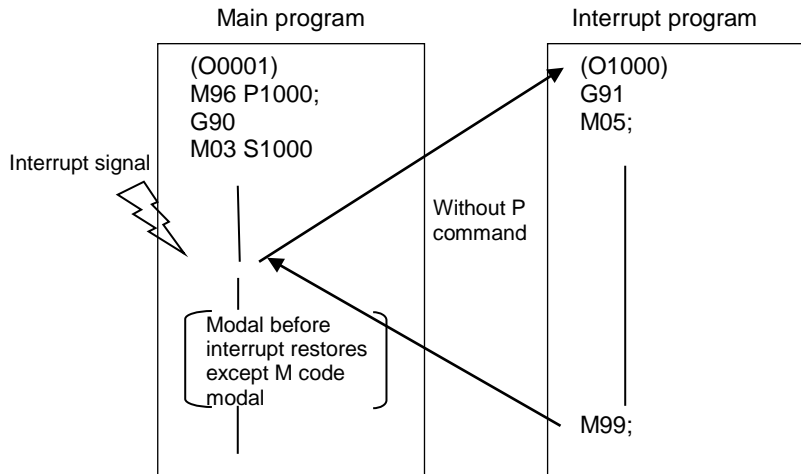 Main program
Interrupt program
(O0001)
M96 P1000;
G90
M03 S1000
Interrupt signal
Modal before
interrupt restores
except M code
modal
Without P
command
(O1000)
G91
M05;
M99;